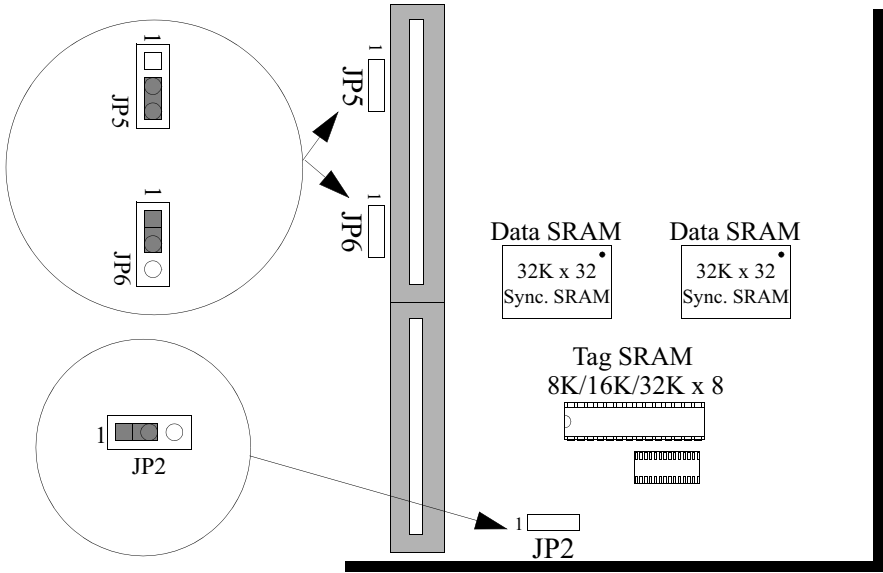 1
JP5
1
JP6
1
JP5
1
JP6
Data SRAM
32K x 32
Sync. SRAM
Data SRAM
32K x 32
Sync. SRAM
Tag SRAM
8K/16K/32K x 8
1
JP2
1
JP2